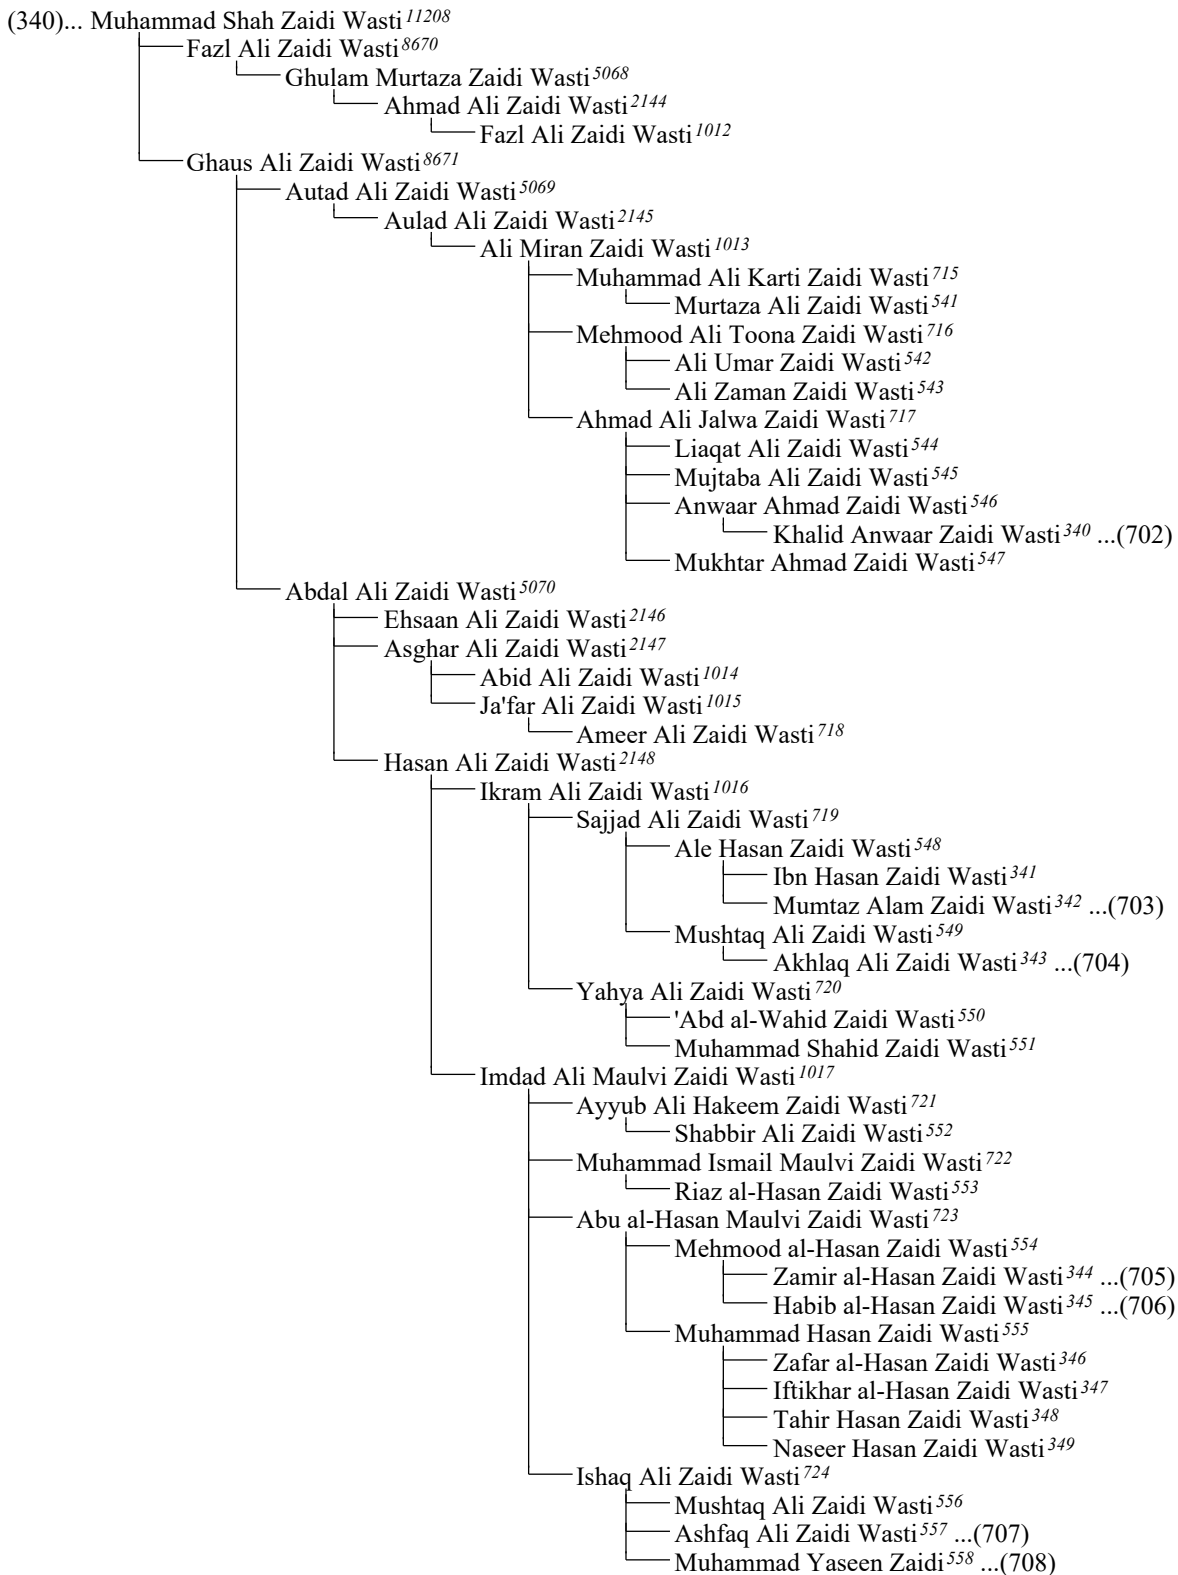 (340)... Muhammad Shah Zaidi Wasti 11208
Fazl Ali Zaidi Wasti 8670
Ghulam Murtaza Zaidi Wasti 5068
Ahmad Ali Zaidi Wasti 2144
Fazl Ali Zaidi Wasti 1012
Ghaus Ali Zaidi Wasti 8671
Autad Ali Zaidi Wasti 5069
Aulad Ali Zaidi Wasti 2145
Ali Miran Zaidi Wasti 1013
Muhammad Ali Karti Zaidi Wasti 715
Murtaza Ali Zaidi Wasti 541
Mehmood Ali Toona Zaidi Wasti 716
Ali Umar Zaidi Wasti 542
Ali Zaman Zaidi Wasti 543
Ahmad Ali Jalwa Zaidi Wasti 717
Liaqat Ali Zaidi Wasti 544
Mujtaba Ali Zaidi Wasti 545
Anwaar Ahmad Zaidi Wasti 546
Khalid Anwaar Zaidi Wasti 340 ...(702)
Mukhtar Ahmad Zaidi Wasti 547
Abdal Ali Zaidi Wasti 5070
Ehsaan Ali Zaidi Wasti 2146
Asghar Ali Zaidi Wasti 2147
Abid Ali Zaidi Wasti 1014
Ja'far Ali Zaidi Wasti 1015
Ameer Ali Zaidi Wasti 718
Hasan Ali Zaidi Wasti 2148
Ikram Ali Zaidi Wasti 1016
Sajjad Ali Zaidi Wasti 719
Ale Hasan Zaidi Wasti 548
Ibn Hasan Zaidi Wasti 341
Mumtaz Alam Zaidi Wasti 342 ...(703)
Mushtaq Ali Zaidi Wasti 549
Akhlaq Ali Zaidi Wasti 343 ...(704)
Yahya Ali Zaidi Wasti 720
'Abd al-Wahid Zaidi Wasti 550
Muhammad Shahid Zaidi Wasti 551
Imdad Ali Maulvi Zaidi Wasti 1017
Ayyub Ali Hakeem Zaidi Wasti 721
Shabbir Ali Zaidi Wasti 552
Muhammad Ismail Maulvi Zaidi Wasti 722
Riaz al-Hasan Zaidi Wasti 553
Abu al-Hasan Maulvi Zaidi Wasti 723
Mehmood al-Hasan Zaidi Wasti 554
Zamir al-Hasan Zaidi Wasti 344 ...(705)
Habib al-Hasan Zaidi Wasti 345 ...(706)
Muhammad Hasan Zaidi Wasti 555
Zafar al-Hasan Zaidi Wasti 346
Iftikhar al-Hasan Zaidi Wasti 347
Tahir Hasan Zaidi Wasti 348
Naseer Hasan Zaidi Wasti 349
Ishaq Ali Zaidi Wasti 724
Mushtaq Ali Zaidi Wasti 556
Ashfaq Ali Zaidi Wasti 557 ...(707)
Muhammad Yaseen Zaidi 558 ...(708)